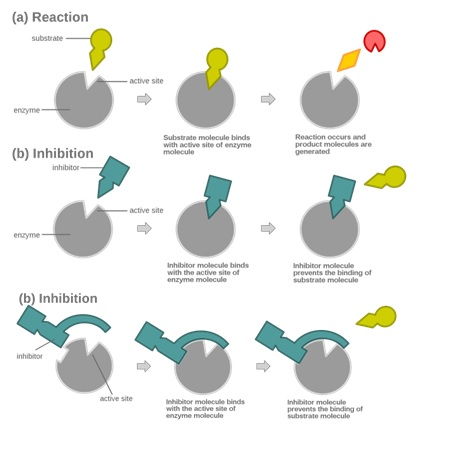 (a) Reaction
substrate
active site
enzyme
Substrate molecule binds
with active site of enzyme
molecule
Reaction occurs and
product molecules are
generated
(b) Inhibition
inhibitor
active site
enzyme
Inhibitor molecule binds
with the active site of
enzyme molecule
Inhibitor molecule
prevents the binding of
substrate molecule
(b) Inhibition
inhibitor
active site
Inhibitor molecule binds
with the active site of
enzyme molecule
Inhibitor molecule
prevents the binding of
substrate molecule